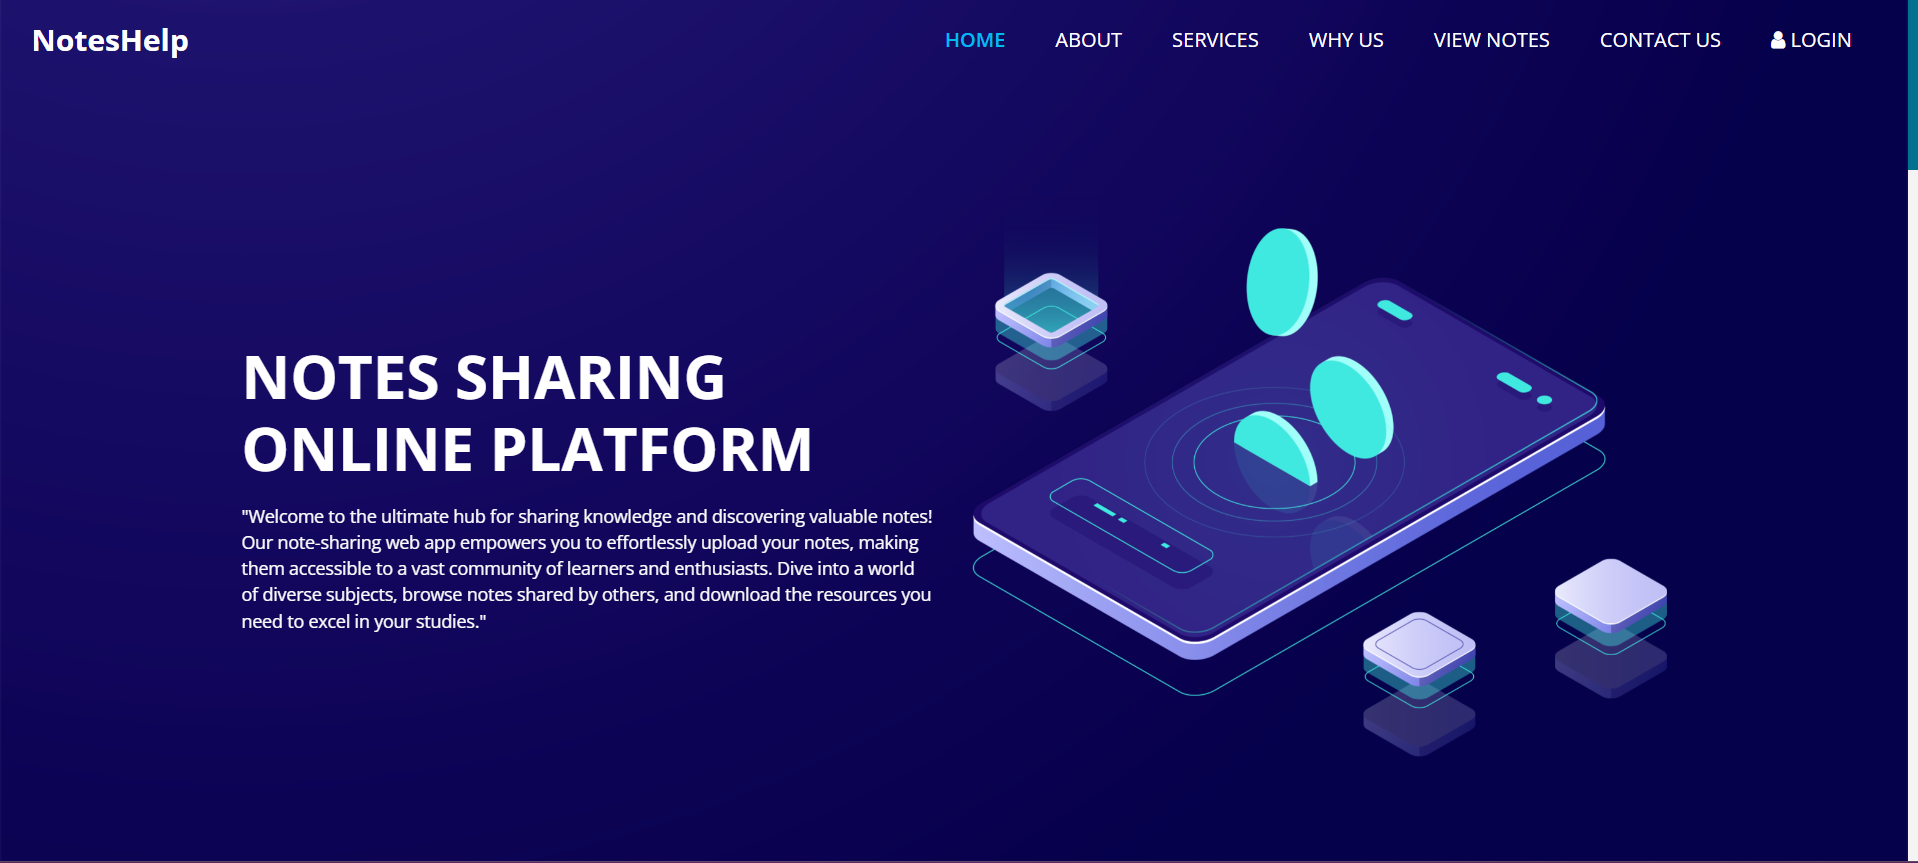 NotesHelp
HOME ABOUT SERVICES WHY US VIEW NOTES CONTACT US LOGIN
NOTES SHARING
ONLINE PLATFORM
"Welcome to the ultimate hub for sharing knowledge and discovering valuable notes!
Our note-sharing web app empowers you to effortlessly upload your notes, making
them accessible to a vast community of learners and enthusiasts. Dive into a world
of diverse subjects, browse notes shared by others, and download the resources you
need to excel in your studies."